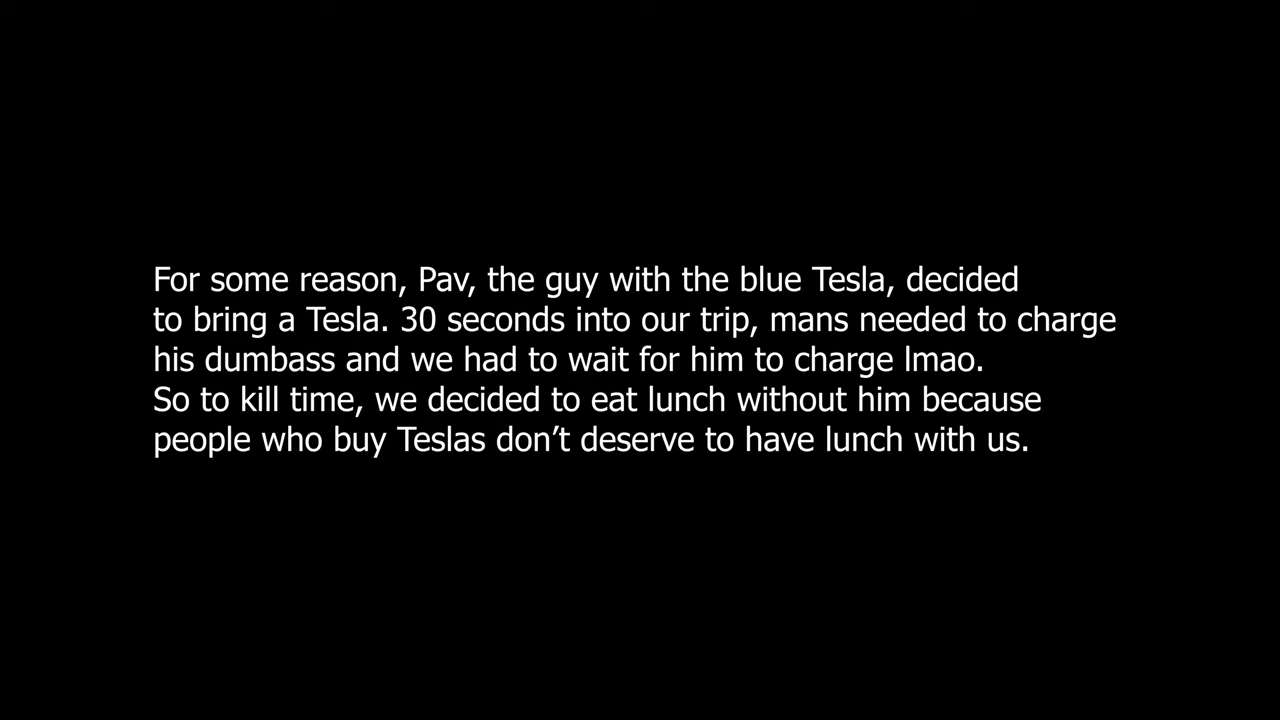 For some reason, Pav, the guy with the blue Tesla, decided
to bring a Tesla. 30 seconds into our trip, mans needed to charge
his dumbass and we had to wait for him to charge lmao.
So to kill time, we decided to eat lunch without him because
people who buy Teslas don’t deserve to have lunch with us.